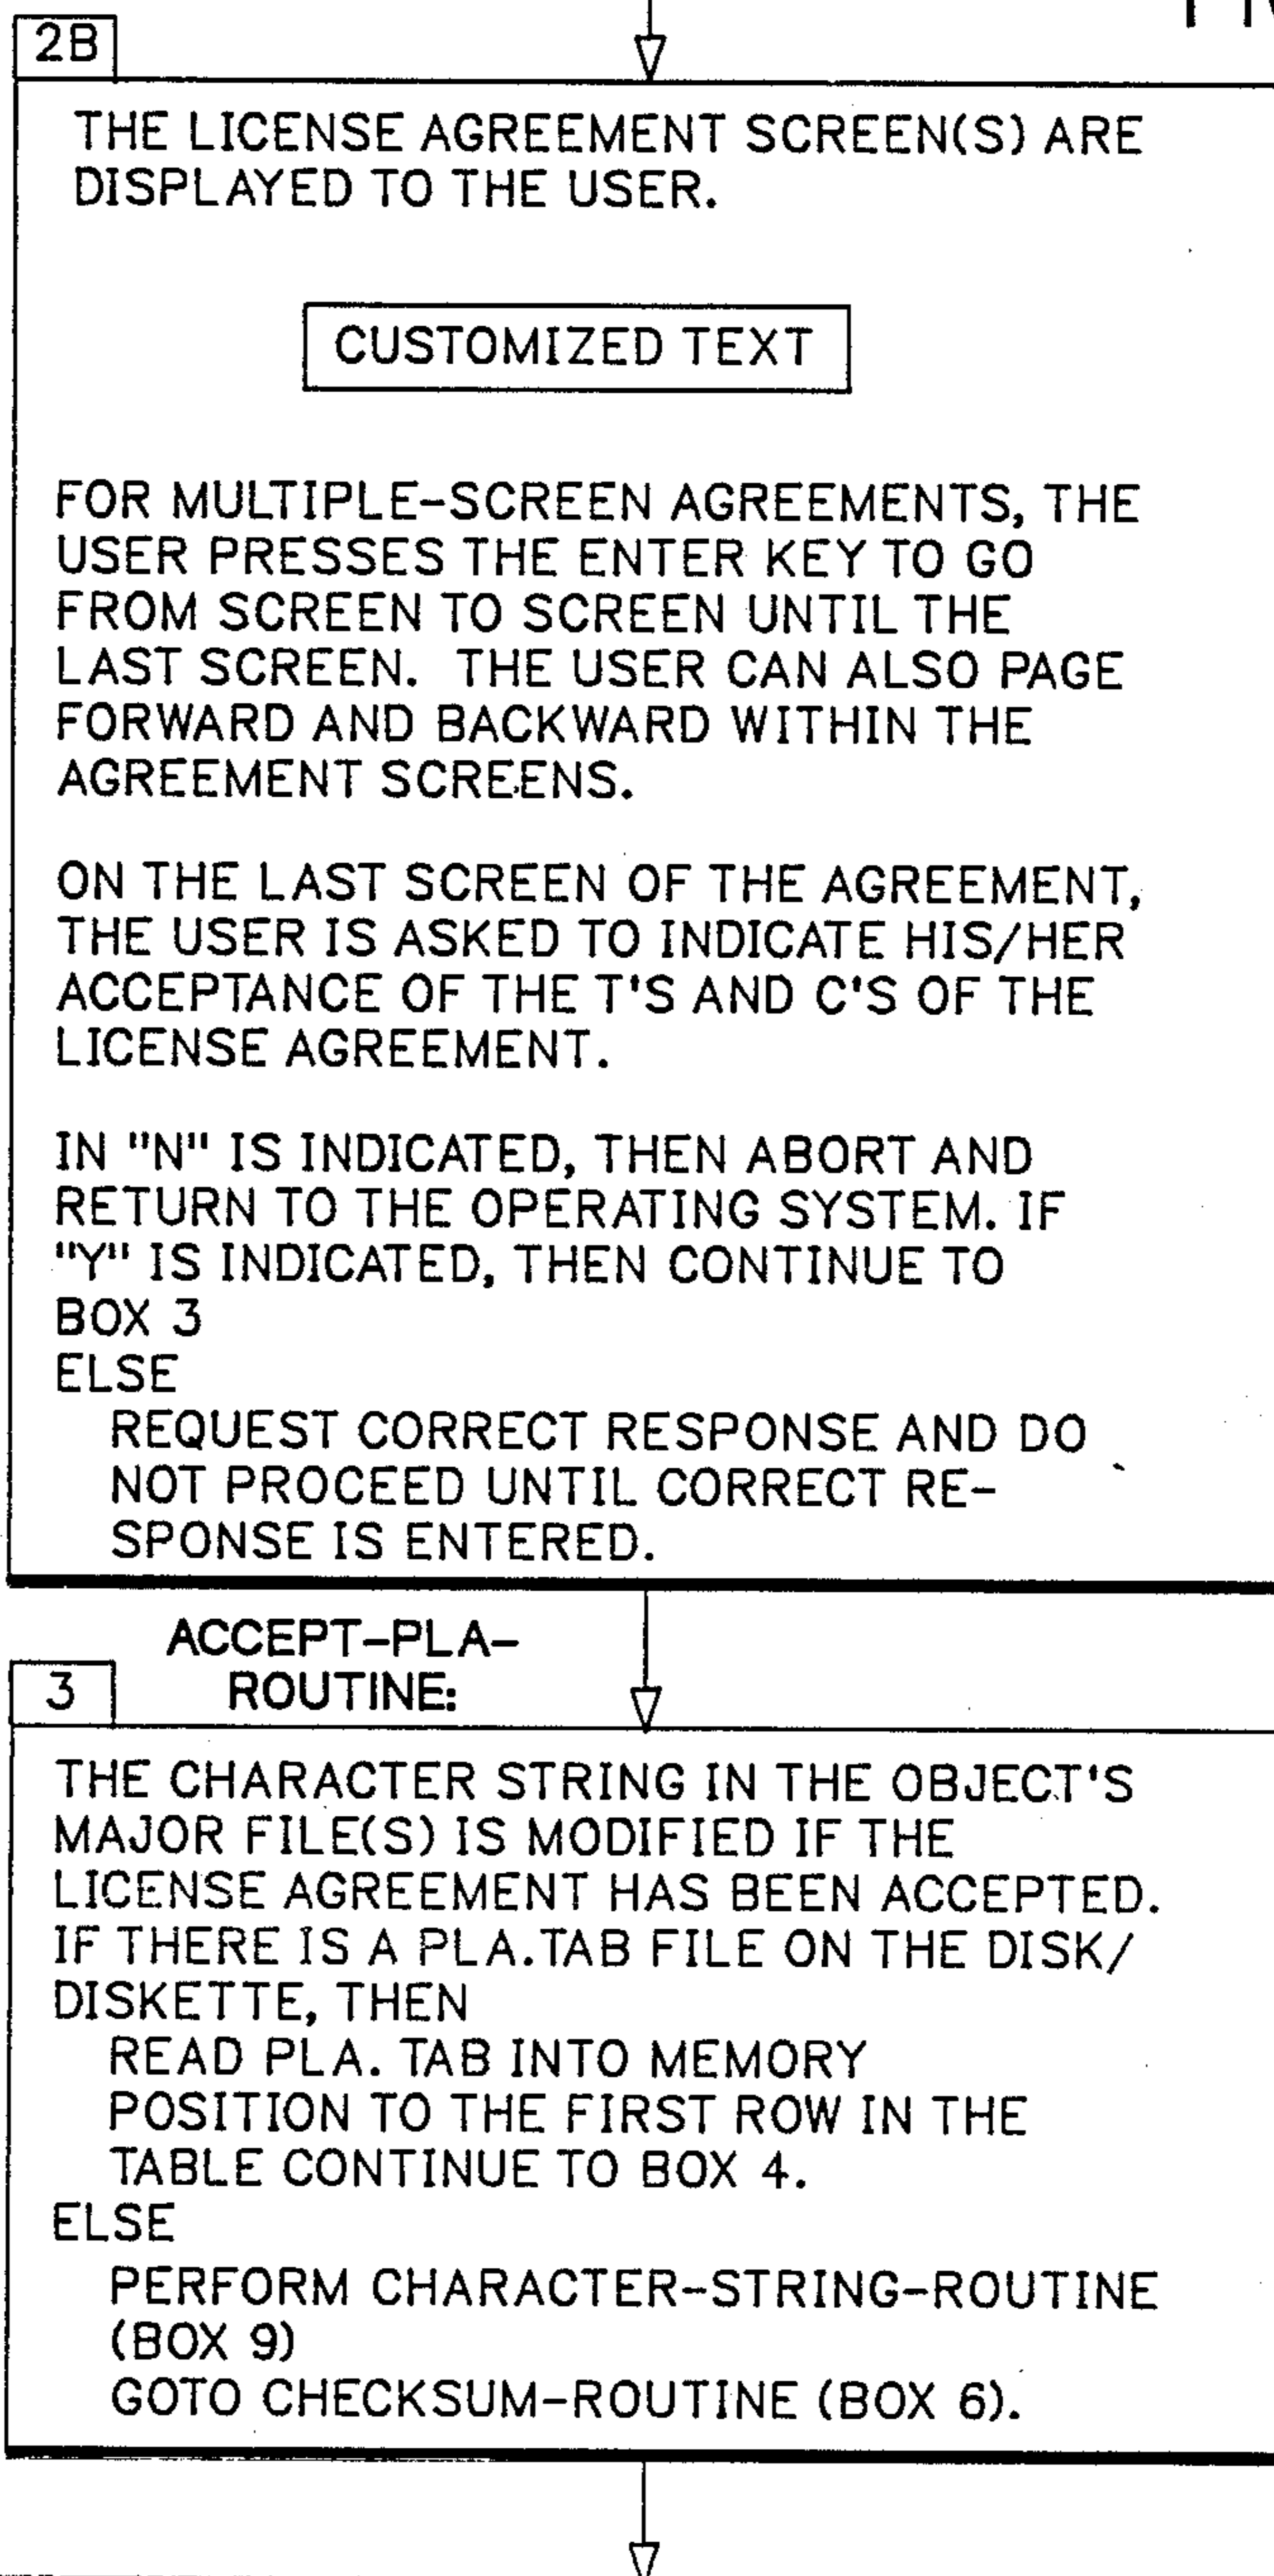 2B
THE LICENSE AGREEMENT SCREEN(S) ARE
DISPLAYED TO THE USER.
CUSTOMIZED TEXT
FOR MULTIPLE-SCREEN AGREEMENTS, THE
USER PRESSES THE ENTER KEY TO GO
FROM SCREEN TO SCREEN UNTIL THE
LAST SCREEN. THE USER CAN ALSO PAGE
FORWARD AND BACKWARD WITHIN THE
AGREEMENT SCREENS.
ON THE LAST SCREEN OF THE AGREEMENT,
THE USER IS ASKED TO INDICATE HIS/HER
ACCEPTANCE OF THE T'S AND C'S OF THE
LICENSE AGREEMENT.
IN "N" IS INDICATED, THEN ABORT AND
RETURN TO THE OPERATING SYSTEM. IF
"Y" IS INDICATED, THEN CONTINUE TO
BOX 3
ELSE
REQUEST CORRECT RESPONSE AND DO
NOT PROCEED UNTIL CORRECT RE-
SPONSE IS ENTERED.
ACCEPT-PLA-
ROUTINE:
3
THE CHARACTER STRING IN THE OBJECT'S
MAJOR FILE(S) IS MODIFIED IF THE
LICENSE AGREEMENT HAS BEEN ACCEPTED.
IF THERE IS A PLA.TAB FILE ON THE DISK/
DISKETTE, THEN
READ PLA. TAB INTO MEMORY
POSITION TO THE FIRST ROW IN THE
TABLE CONTINUE TO BOX 4.
ELSE
PERFORM CHARACTER-STRING-ROUTINE
(BOX 9)
GOTO CHECKSUM-ROUTINE (BOX 6).